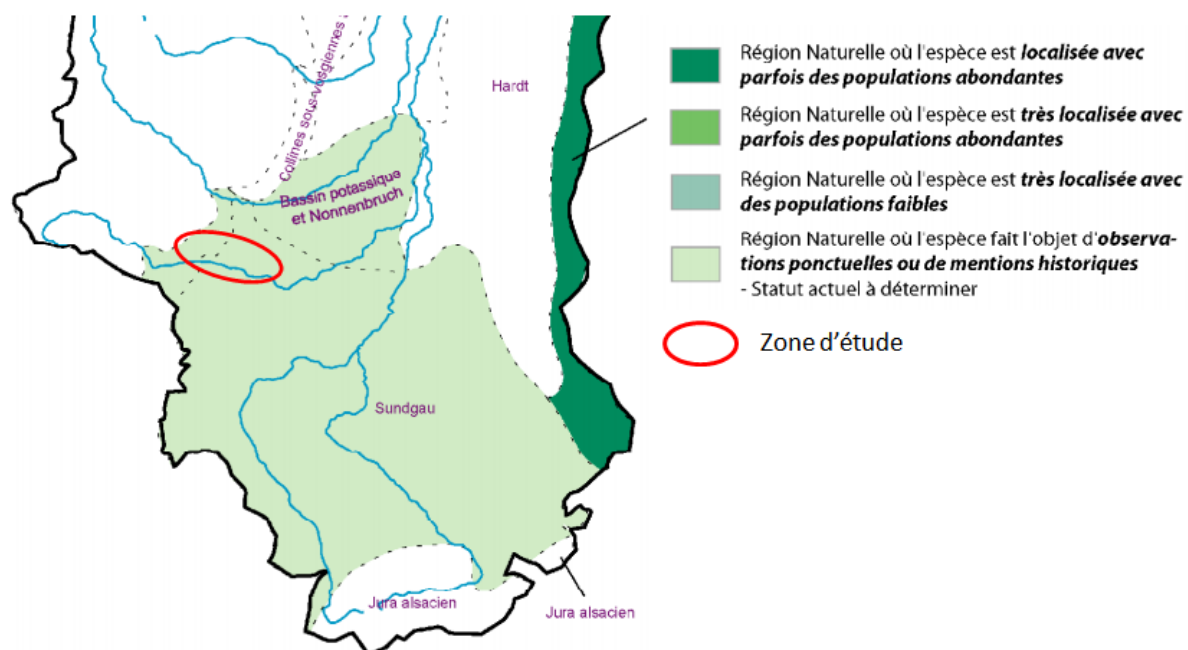 Collines sous-vosgiennes
Hardt
Bassin potassique
et Nonnenbruch
Sundgau
Jura alsacien
Jura alsacien
Région Naturelle où l'espèce est localisée avec
parfois des populations abondantes
Région Naturelle où l'espèce est très localisée avec
parfois des populations abondantes
Région Naturelle où l'espèce est très localisée avec
des populations faibles
Région Naturelle où l'espèce fait l'objet d'observa-
tions ponctuelles ou de mentions historiques
- Statut actuel à déterminer
Zone d'étude